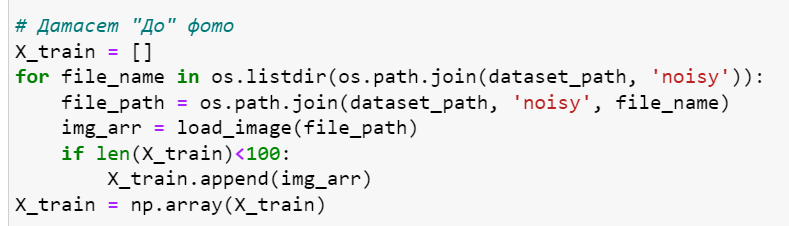 # Датасет "До" фото
X_train = []
for file_name in os.listdir(os.path.join(dataset_path, 'noisy')):
    file_path = os.path.join(dataset_path, 'noisy', file_name)
    img_arr = load_image(file_path)
    if len(X_train)<100:
        X_train.append(img_arr)
X_train = np.array(X_train)